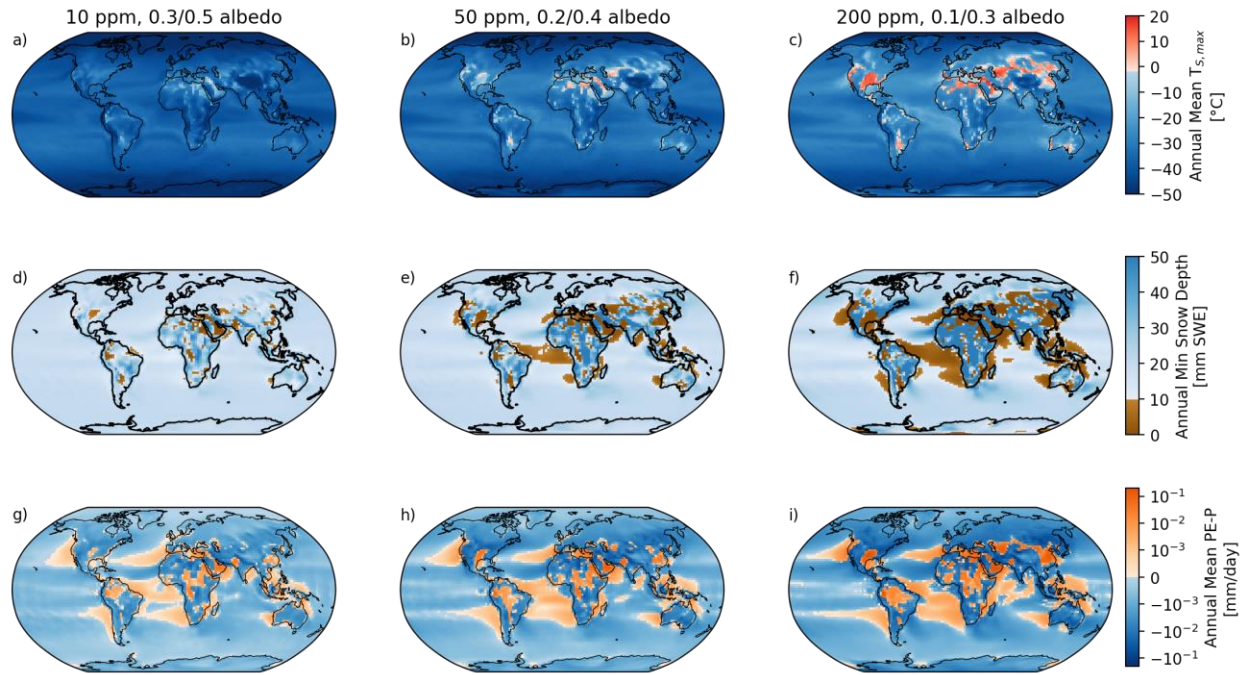 10 ppm, 0.3/0.5 albedo
50 ppm, 0.2/0.4 albedo
200 ppm, 0.1/0.3 albedo
a)
b)
c)
20
10
0
−10
−20
−30
−40
−50
Annual Mean T_{S,max}
[°C]
d)
e)
f)
50
40
30
20
10
0
Annual Min Snow Depth
[mm SWE]
g)
h)
i)
10^{-1}
10^{-2}
10^{-3}
0
−10^{-3}
−10^{-2}
−10^{-1}
Annual Mean PE-P
[mm/day]